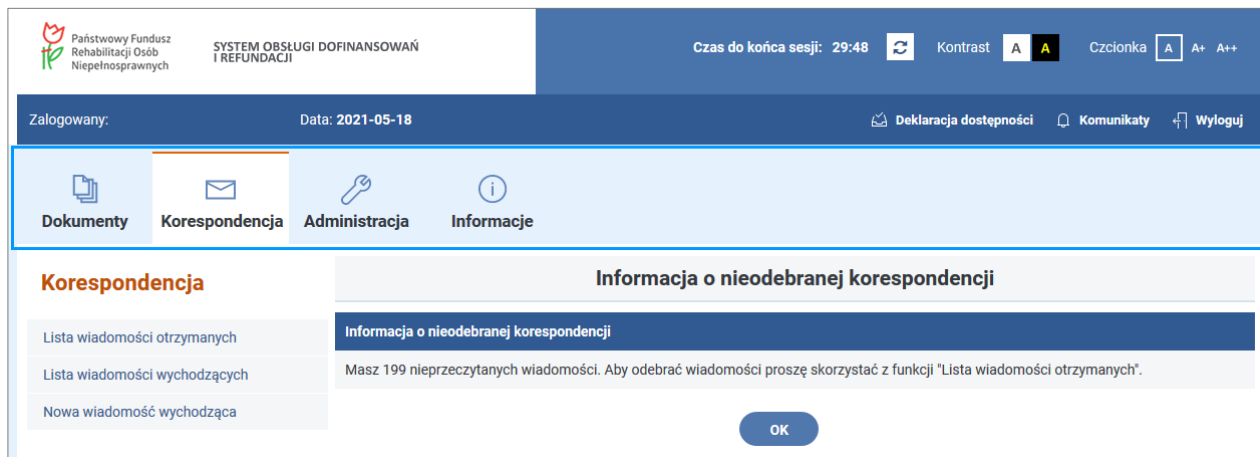 Państwowy Fundusz
Rehabilitacji Osób
Niepełnosprawnych
SYSTEM OBSŁUGI DOFINANSOWAŃ
I REFUNDACJI
Czas do końca sesji: 29:48 Kontrast A A Czcionka A A+ A++
Zalogowany: Data: 2021-05-18 Deklaracja dostępności Komunikaty Wyloguj
Dokumenty Korespondencja Administracja Informacje
Korespondencja
Lista wiadomości otrzymanych
Lista wiadomości wychodzących
Nowa wiadomość wychodząca
Informacja o nieodebranej korespondencji
Informacja o nieodebranej korespondencji
Masz 199 nieprzeczytanych wiadomości. Aby odebrać wiadomości proszę skorzystać z funkcji "Lista wiadomości otrzymanych".
OK